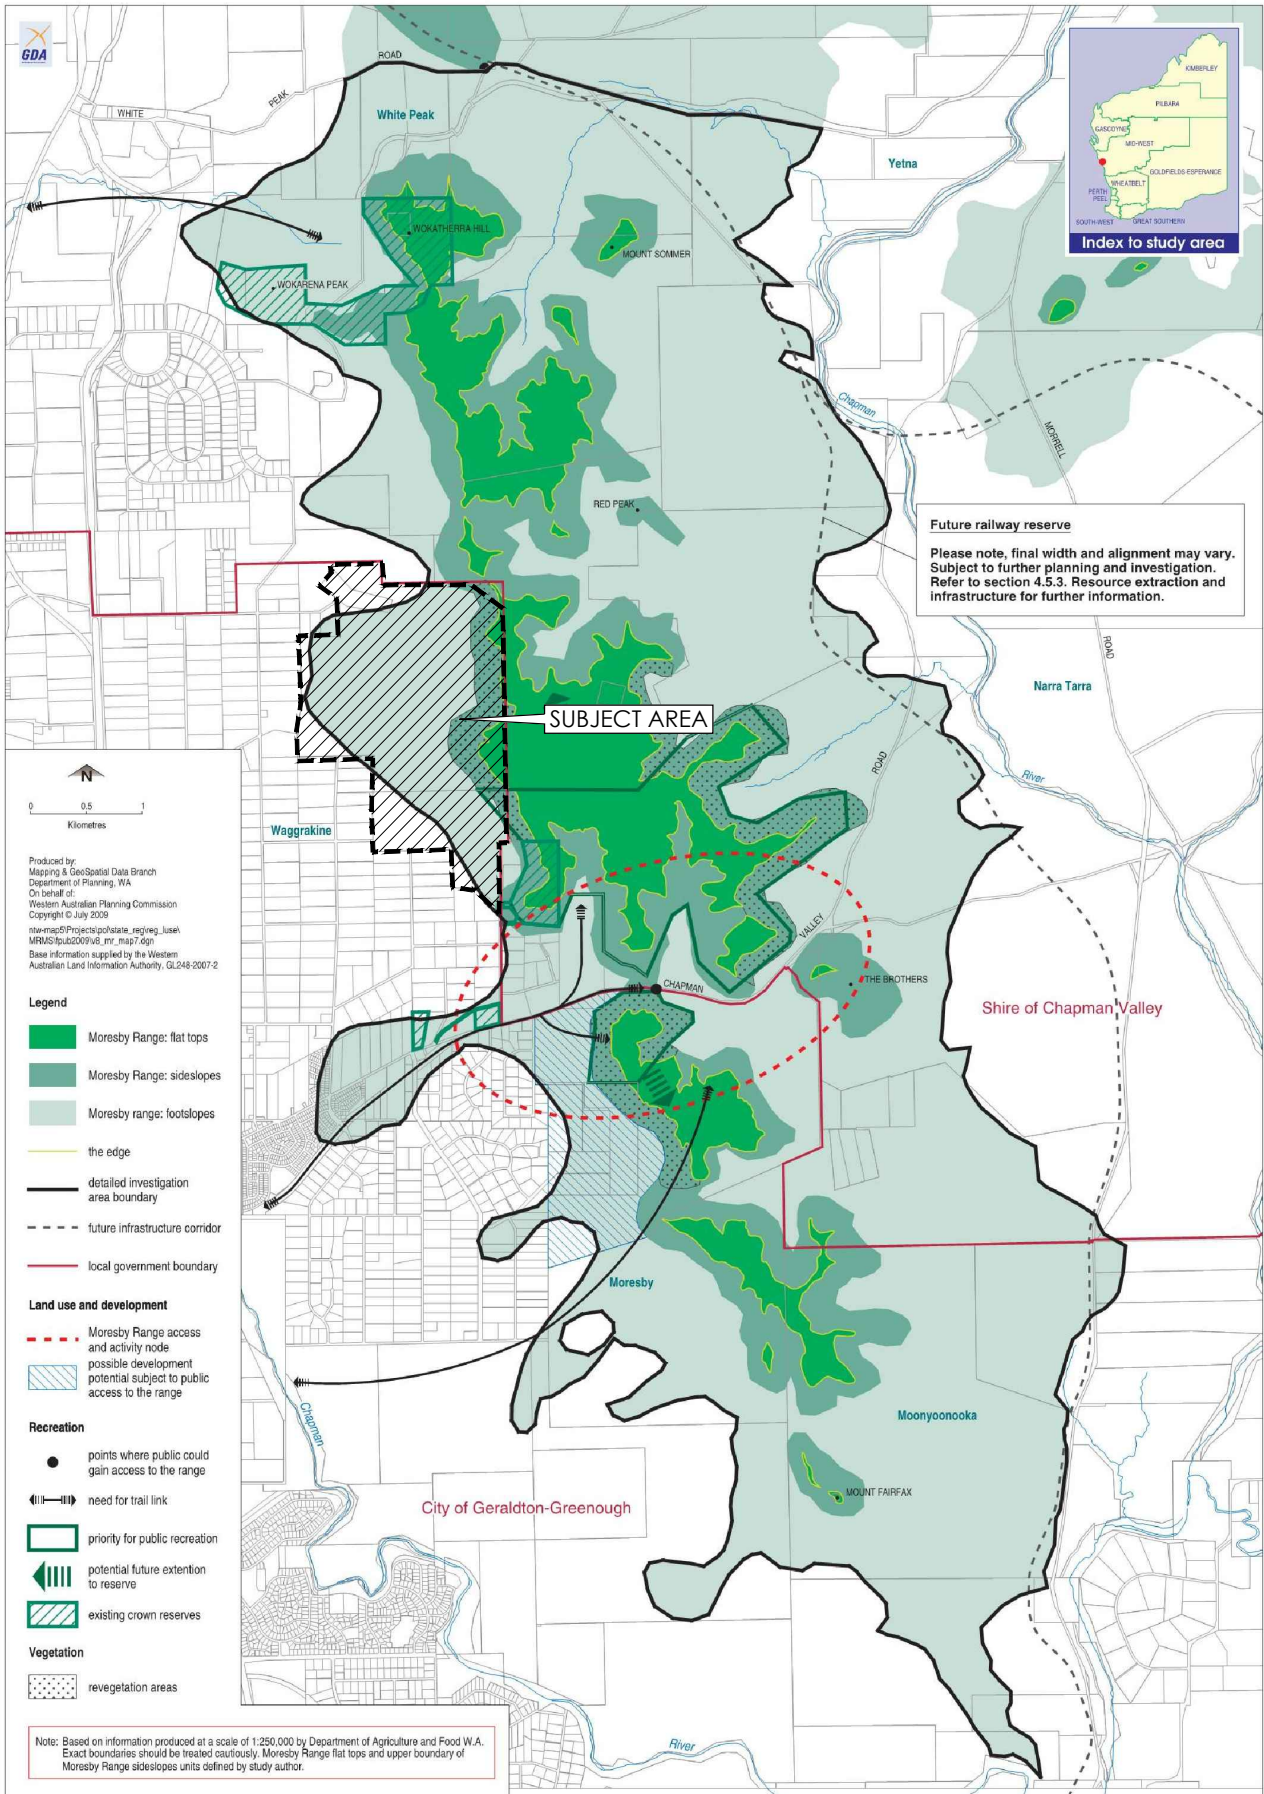 GDA
ROAD
PEAK
WHITE
White Peak
Yetna
KIMBERLEY
PILBARA
GASCOYNE
MID-WEST
GOLDFIELDS-ESPERANCE
WHEATBELT
PERTH
PEEL
SOUTH-WEST
GREAT SOUTHERN
Index to study area
WOKATHERRA HILL
MOUNT SOMMER
WOKARENA PEAK
Chapman
MORRELL
RED PEAK
Future railway reserve
Please note, final width and alignment may vary.
Subject to further planning and investigation.
Refer to section 4.5.3. Resource extraction and
infrastructure for further information.
ROAD
Narra Tarra
SUBJECT AREA
ROAD
River
N
0 0.5 1
Kilometres
Waggrakine
Produced by:
Mapping & GeoSpatial Data Branch
Department of Planning, WA
On behalf of:
Western Australian Planning Commission
Copyright © July 2009
Base information supplied by the Western
Australian Land Information Authority, GL248-2007-2
VALLEY
CHAPMAN
THE BROTHERS
Shire of Chapman Valley
Legend
Moresby Range: flat tops
Moresby Range: sideslopes
Moresby range: footslopes
the edge
detailed investigation
area boundary
future infrastructure corridor
local government boundary
Land use and development
Moresby Range access
and activity node
possible development
potential subject to public
access to the range
Recreation
points where public could
gain access to the range
need for trail link
priority for public recreation
potential future extention
to reserve
existing crown reserves
Vegetation
revegetation areas
Moresby
Chapman
Moonyoonooka
MOUNT FAIRFAX
City of Geraldton-Greenough
River
Note: Based on information produced at a scale of 1:250,000 by Department of Agriculture and Food W.A.
Exact boundaries should be treated cautiously. Moresby Range flat tops and upper boundary of
Moresby Range sideslopes units defined by study author.